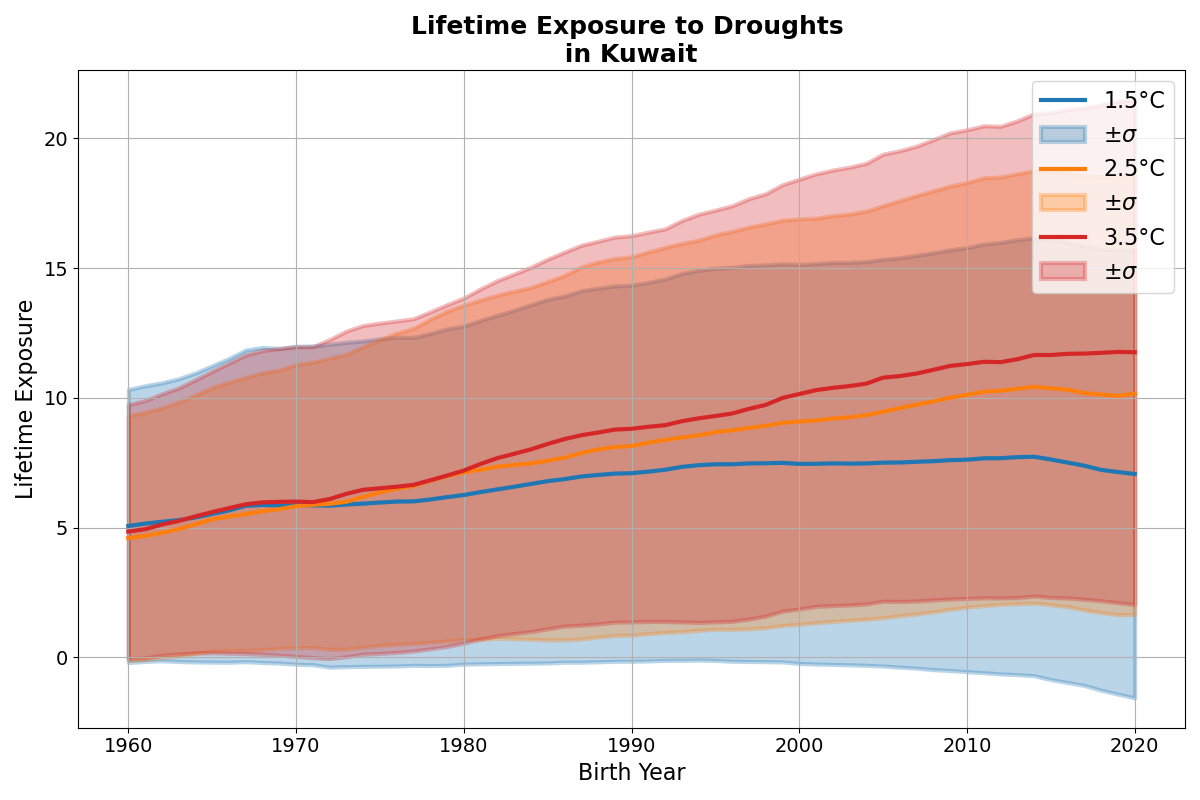 Lifetime Exposure to Droughts
in Kuwait
Lifetime Exposure
20
15
10
5
0
1960
1970
1980
1990
2000
2010
2020
Birth Year
1.5°C
±σ
2.5°C
±σ
3.5°C
±σ